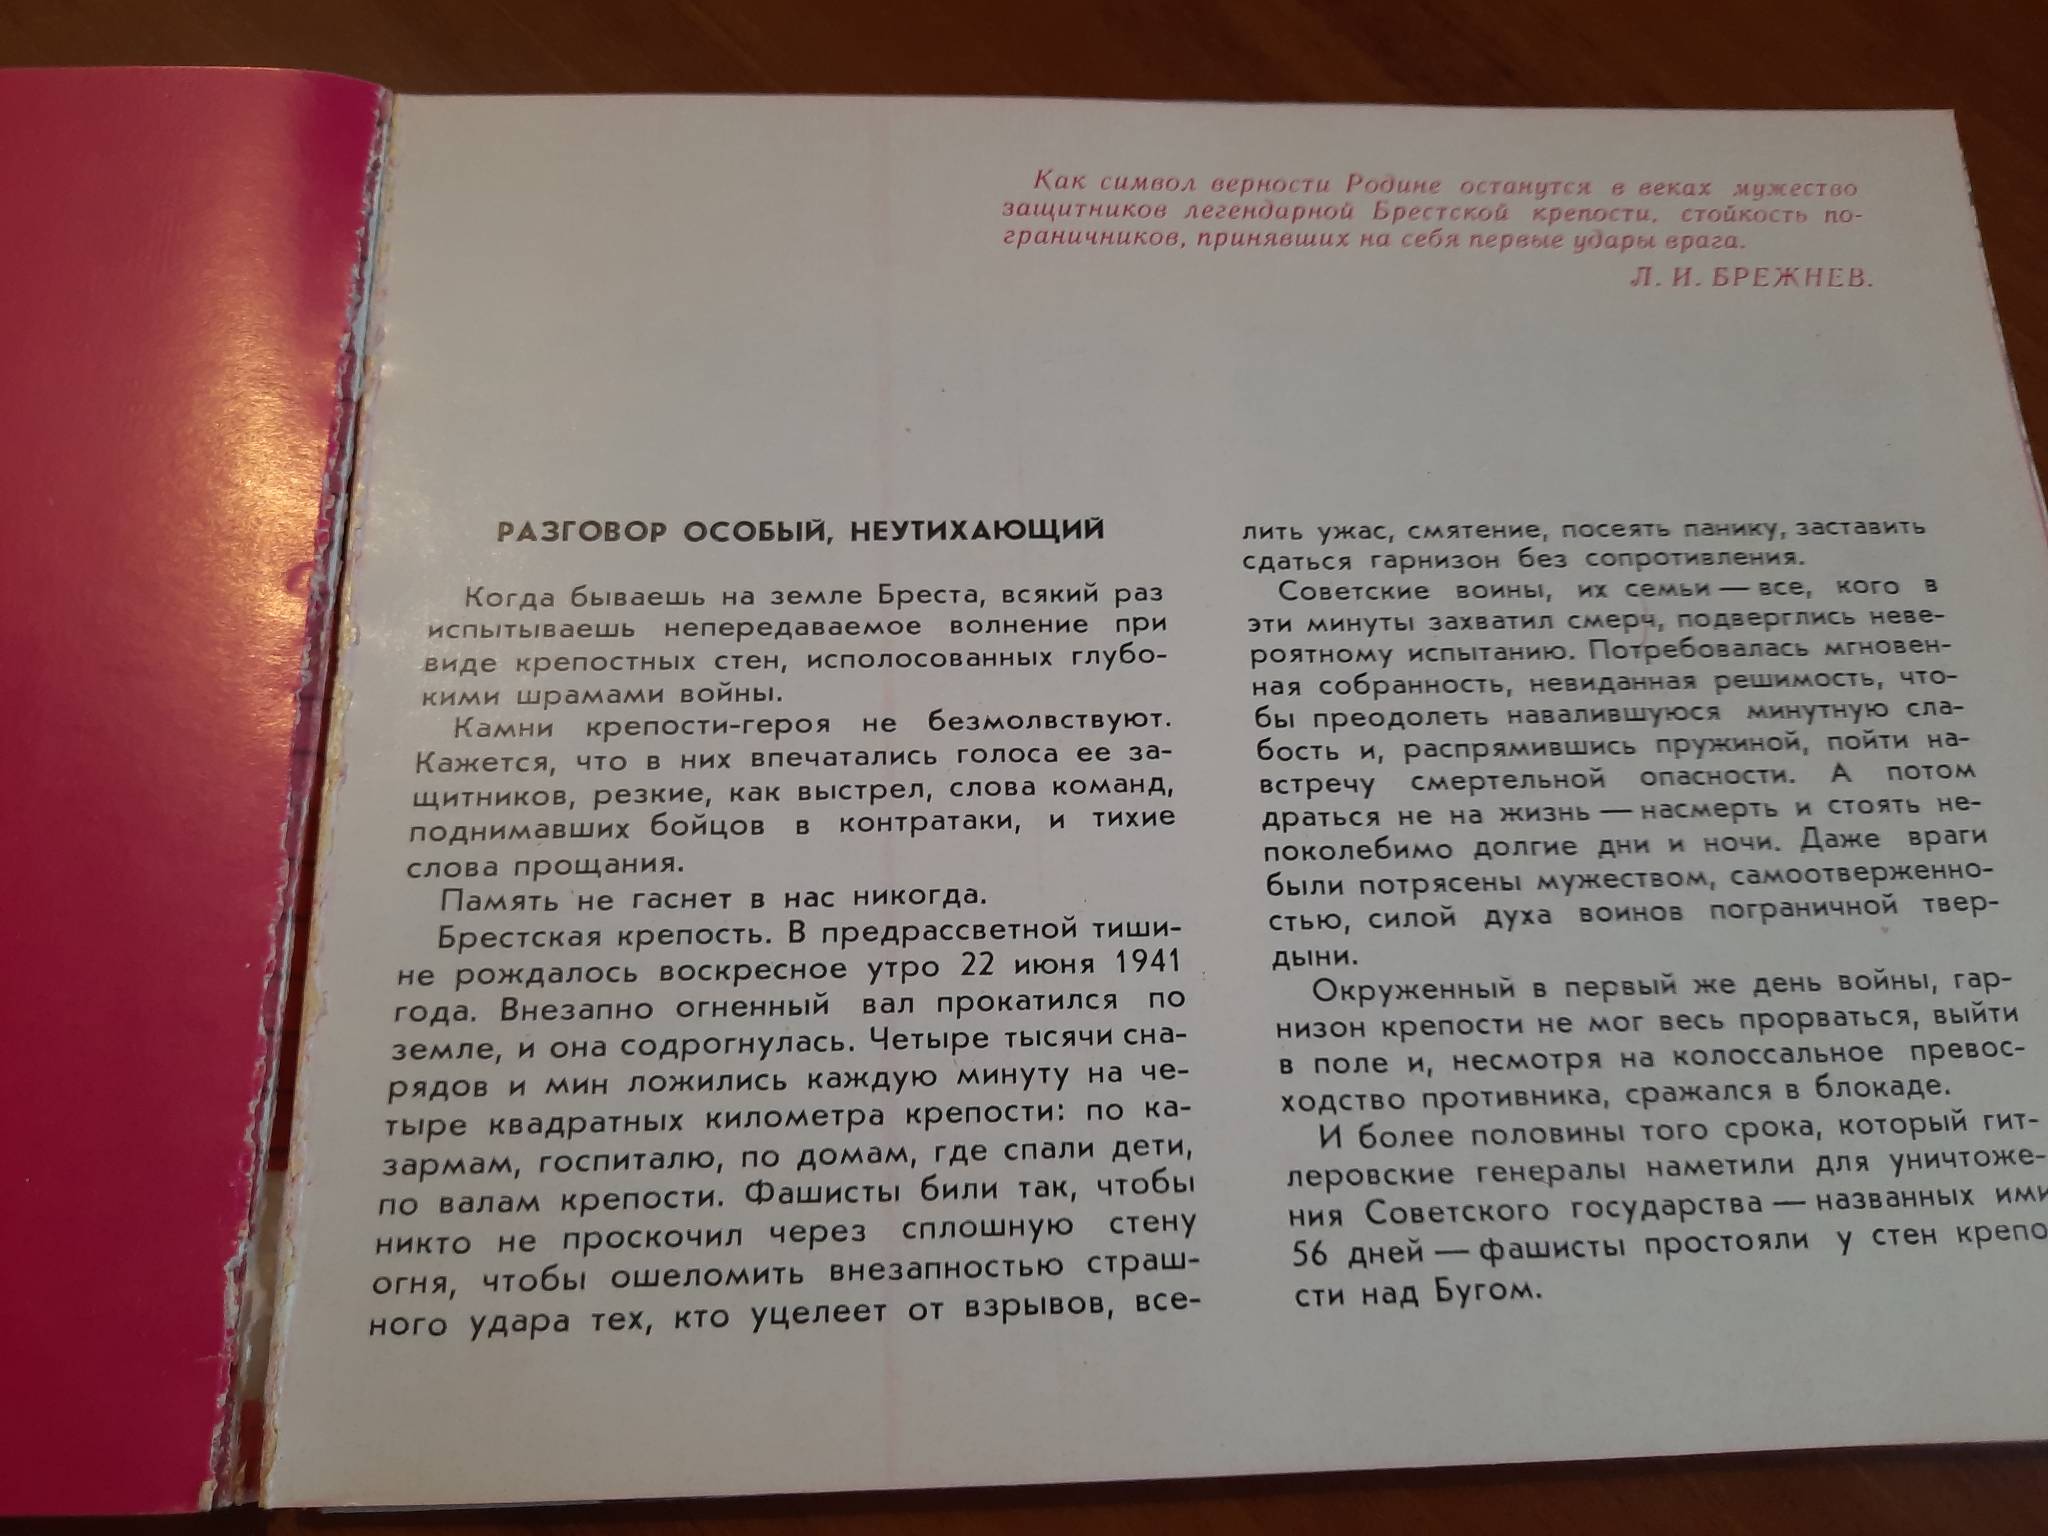 Как символ верности Родине останутся в веках мужество
защитников легендарной Брестской крепости, стойкость по-
граничников, принявших на себя первые удары врага.
Л. И. БРЕЖНЕВ.
РАЗГОВОР ОСОБЫЙ, НЕУТИХАЮЩИЙ
Когда бываешь на земле Бреста, всякий раз
испытываешь непередаваемое волнение при
виде крепостных стен, исполосованных глубо-
кими шрамами войны.
Камни крепости-героя не безмолвствуют.
Кажется, что в них впечатались голоса ее за-
щитников, резкие, как выстрел, слова команд,
поднимавших бойцов в контратаки, и тихие
слова прощания.
Память не гаснет в нас никогда.
Брестская крепость. В предрассветной тиши-
не рождалось воскресное утро 22 июня 1941
года. Внезапно огненный вал прокатился по
земле, и она содрогнулась. Четыре тысячи сна-
рядов и мин ложились каждую минуту на че-
тыре квадратных километра крепости: по ка-
зармам, госпиталю, по домам, где спали дети,
по валам крепости. Фашисты били так, чтобы
никто не проскочил через сплошную стену
огня, чтобы ошеломить внезапностью страш-
ного удара тех, кто уцелеет от взрывов, все-
лить ужас, смятение, посеять панику, заставить
сдаться гарнизон без сопротивления.
Советские воины, их семьи — все, кого в
эти минуты захватил смерч, подверглись неве-
роятному испытанию. Потребовалась мгновен-
ная собранность, невиданная решимость, что-
бы преодолеть навалившуюся минутную сла-
бость и, распрямившись пружиной, пойти на-
встречу смертельной опасности. А потом
драться не на жизнь — насмерть и стоять не-
поколебимо долгие дни и ночи. Даже враги
были потрясены мужеством, самоотверженно-
стью, силой духа воинов пограничной твер-
дыни.
Окруженный в первый же день войны, гар-
низон крепости не мог весь прорваться, выйти
в поле и, несмотря на колоссальное превос-
ходство противника, сражался в блокаде.
И более половины того срока, который гит-
леровские генералы наметили для уничтоже-
ния Советского государства — названных ими
56 дней — фашисты простояли у стен крепо
сти над Бугом.